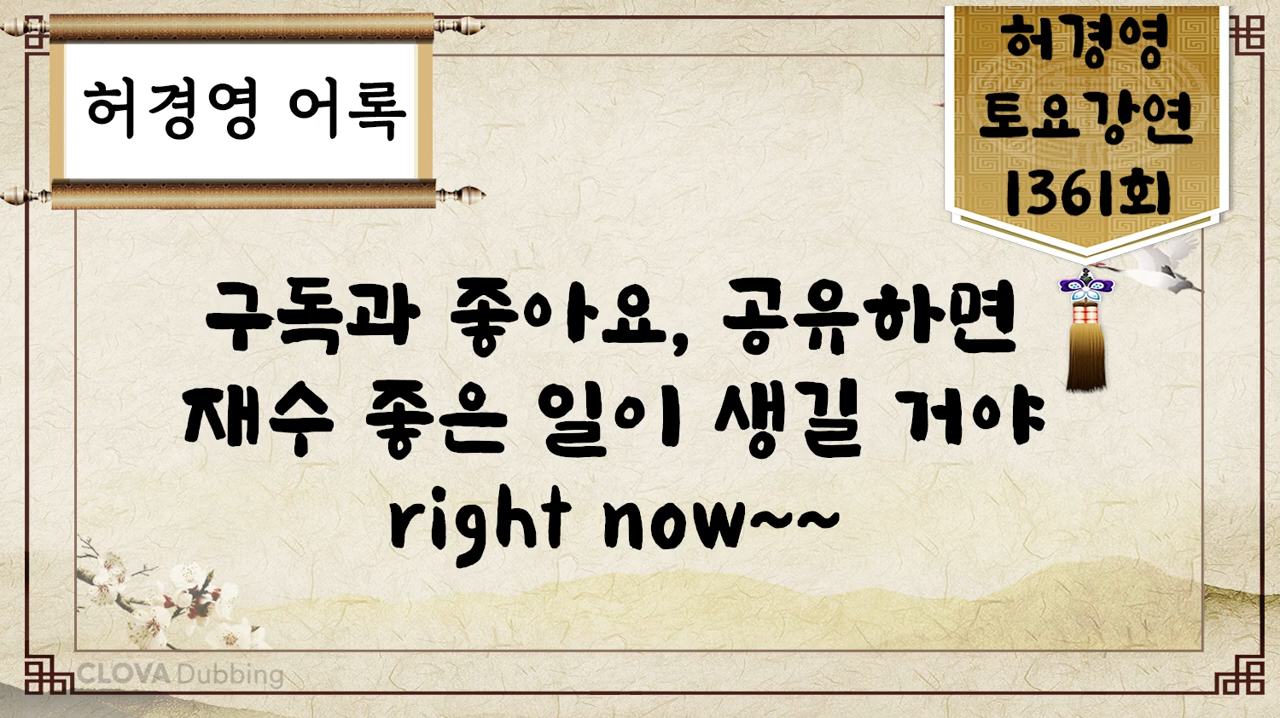 허경영 어록
허경영
토요강연
1361회
구독과 좋아요, 공유하면
재수 좋은 일이 생길 거야
right now~~
CLOVA Dubbing